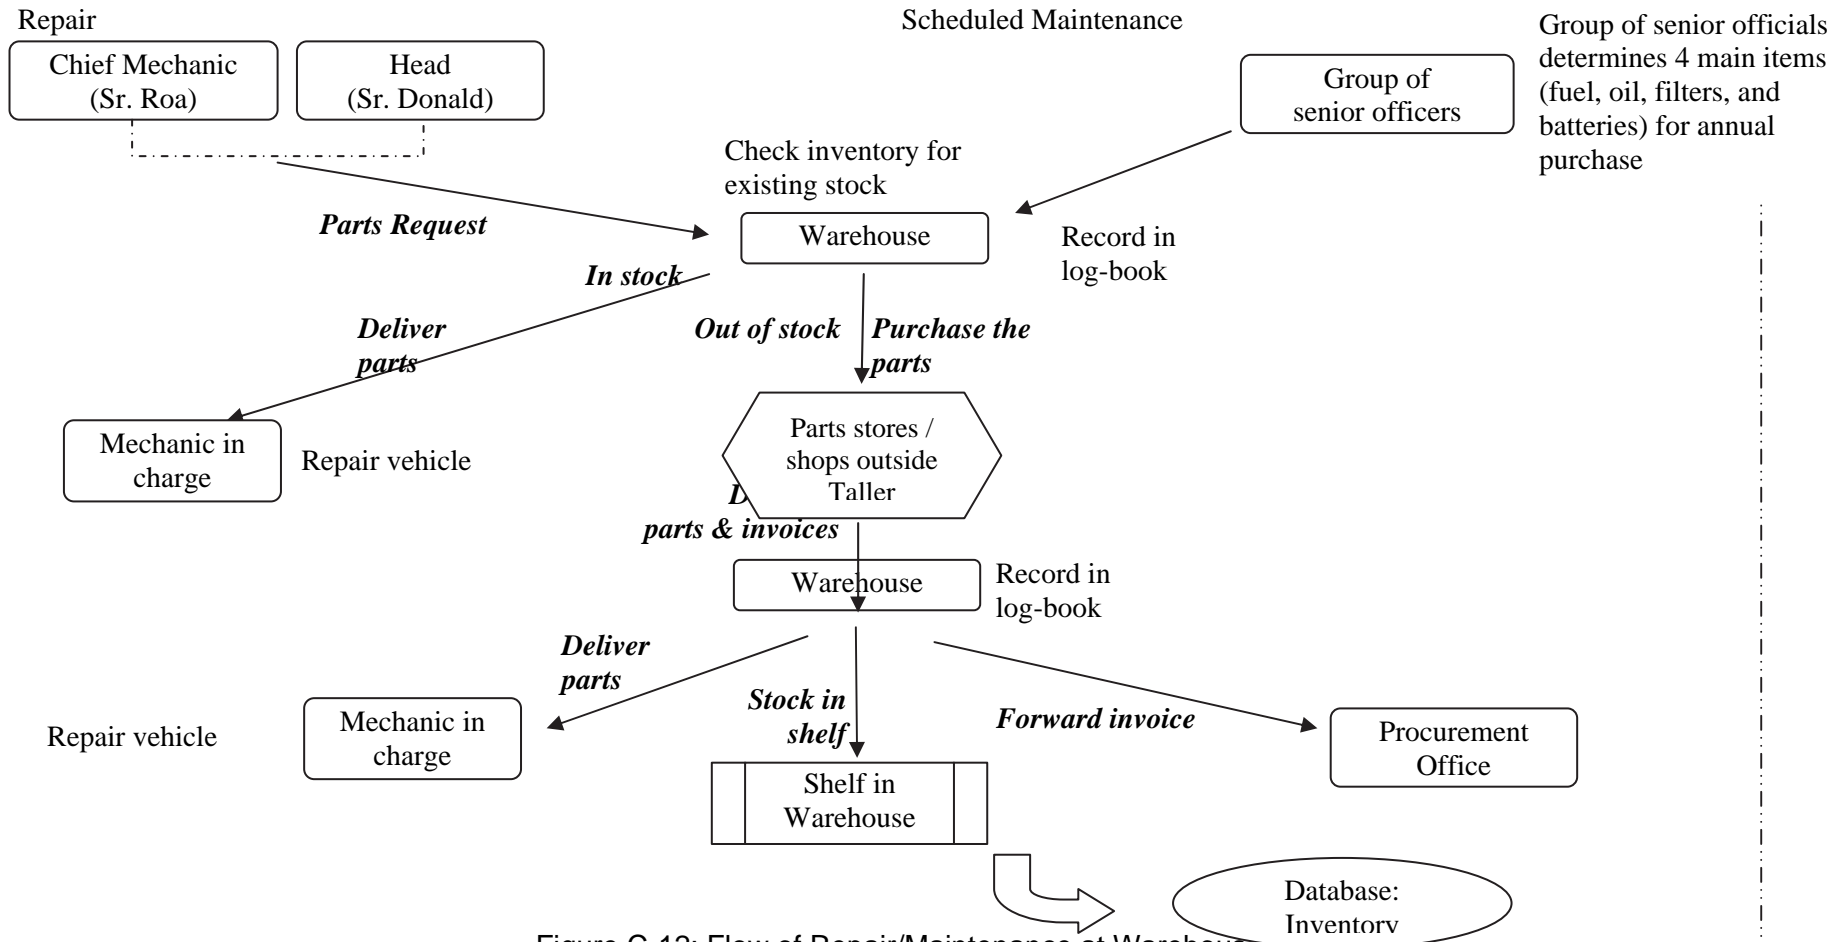 Repair
Scheduled Maintenance
Group of senior officials
determines 4 main items
(fuel, oil, filters, and
batteries) for annual
purchase
Chief Mechanic
(Sr. Roa)
Head
(Sr. Donald)
Group of
senior officers
Check inventory for
existing stock
Parts Request
Warehouse
Record in
log-book
In stock
Deliver
parts
Out of stock
Purchase the
parts
Mechanic in
charge
Repair vehicle
Parts stores /
shops outside
Taller
parts & invoices
Warehouse
Record in
log-book
Deliver
parts
Stock in
shelf
Forward invoice
Repair vehicle
Mechanic in
charge
Procurement
Office
Shelf in
Warehouse
Database:
Inventory
Figure C-12: Flow of Repair/Maintenance at